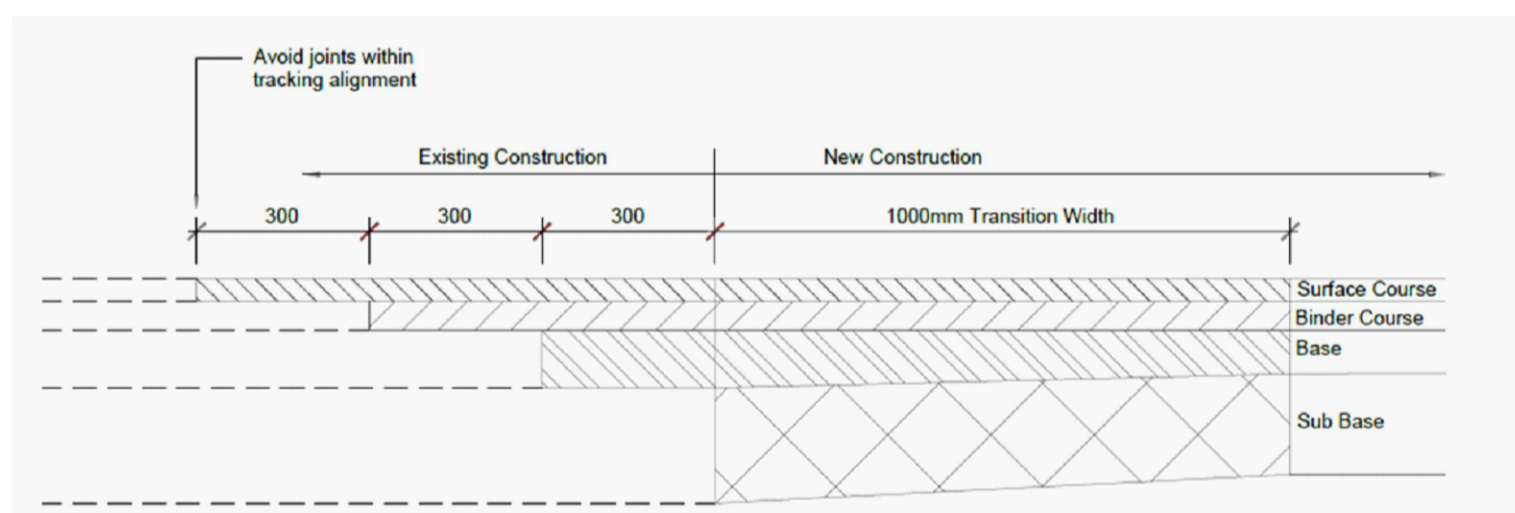 Avoid joints within
tracking alignment
Existing Construction
New Construction
300
300
300
1000mm Transition Width
Surface Course
Binder Course
Base
Sub Base